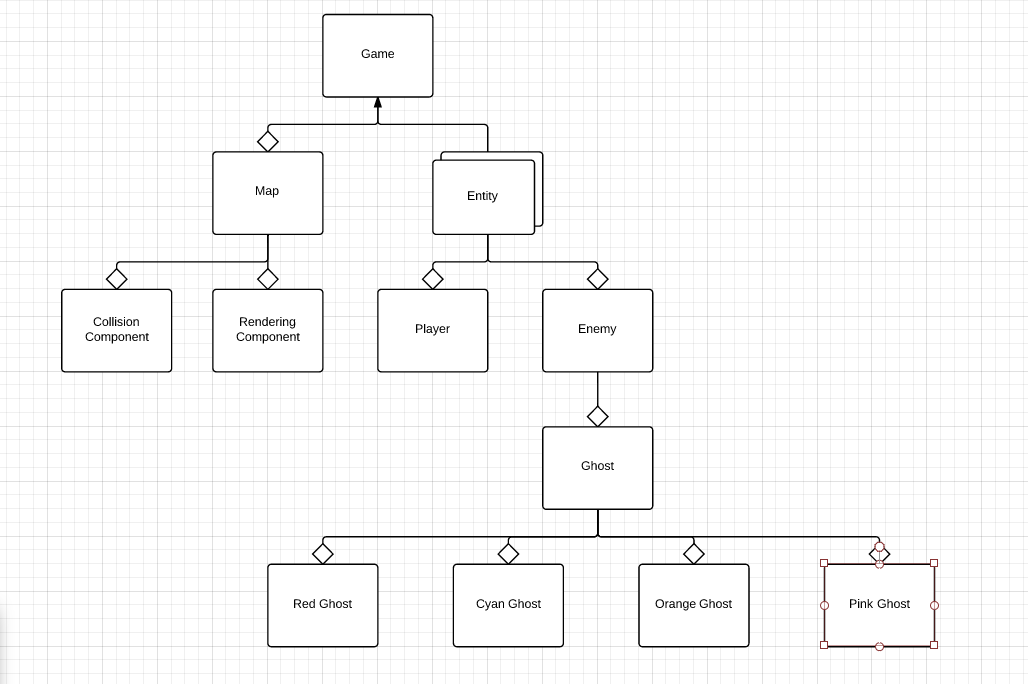 Game
Map
Entity
Collision
Component
Rendering
Component
Player
Enemy
Ghost
Red Ghost
Cyan Ghost
Orange Ghost
Pink Ghost